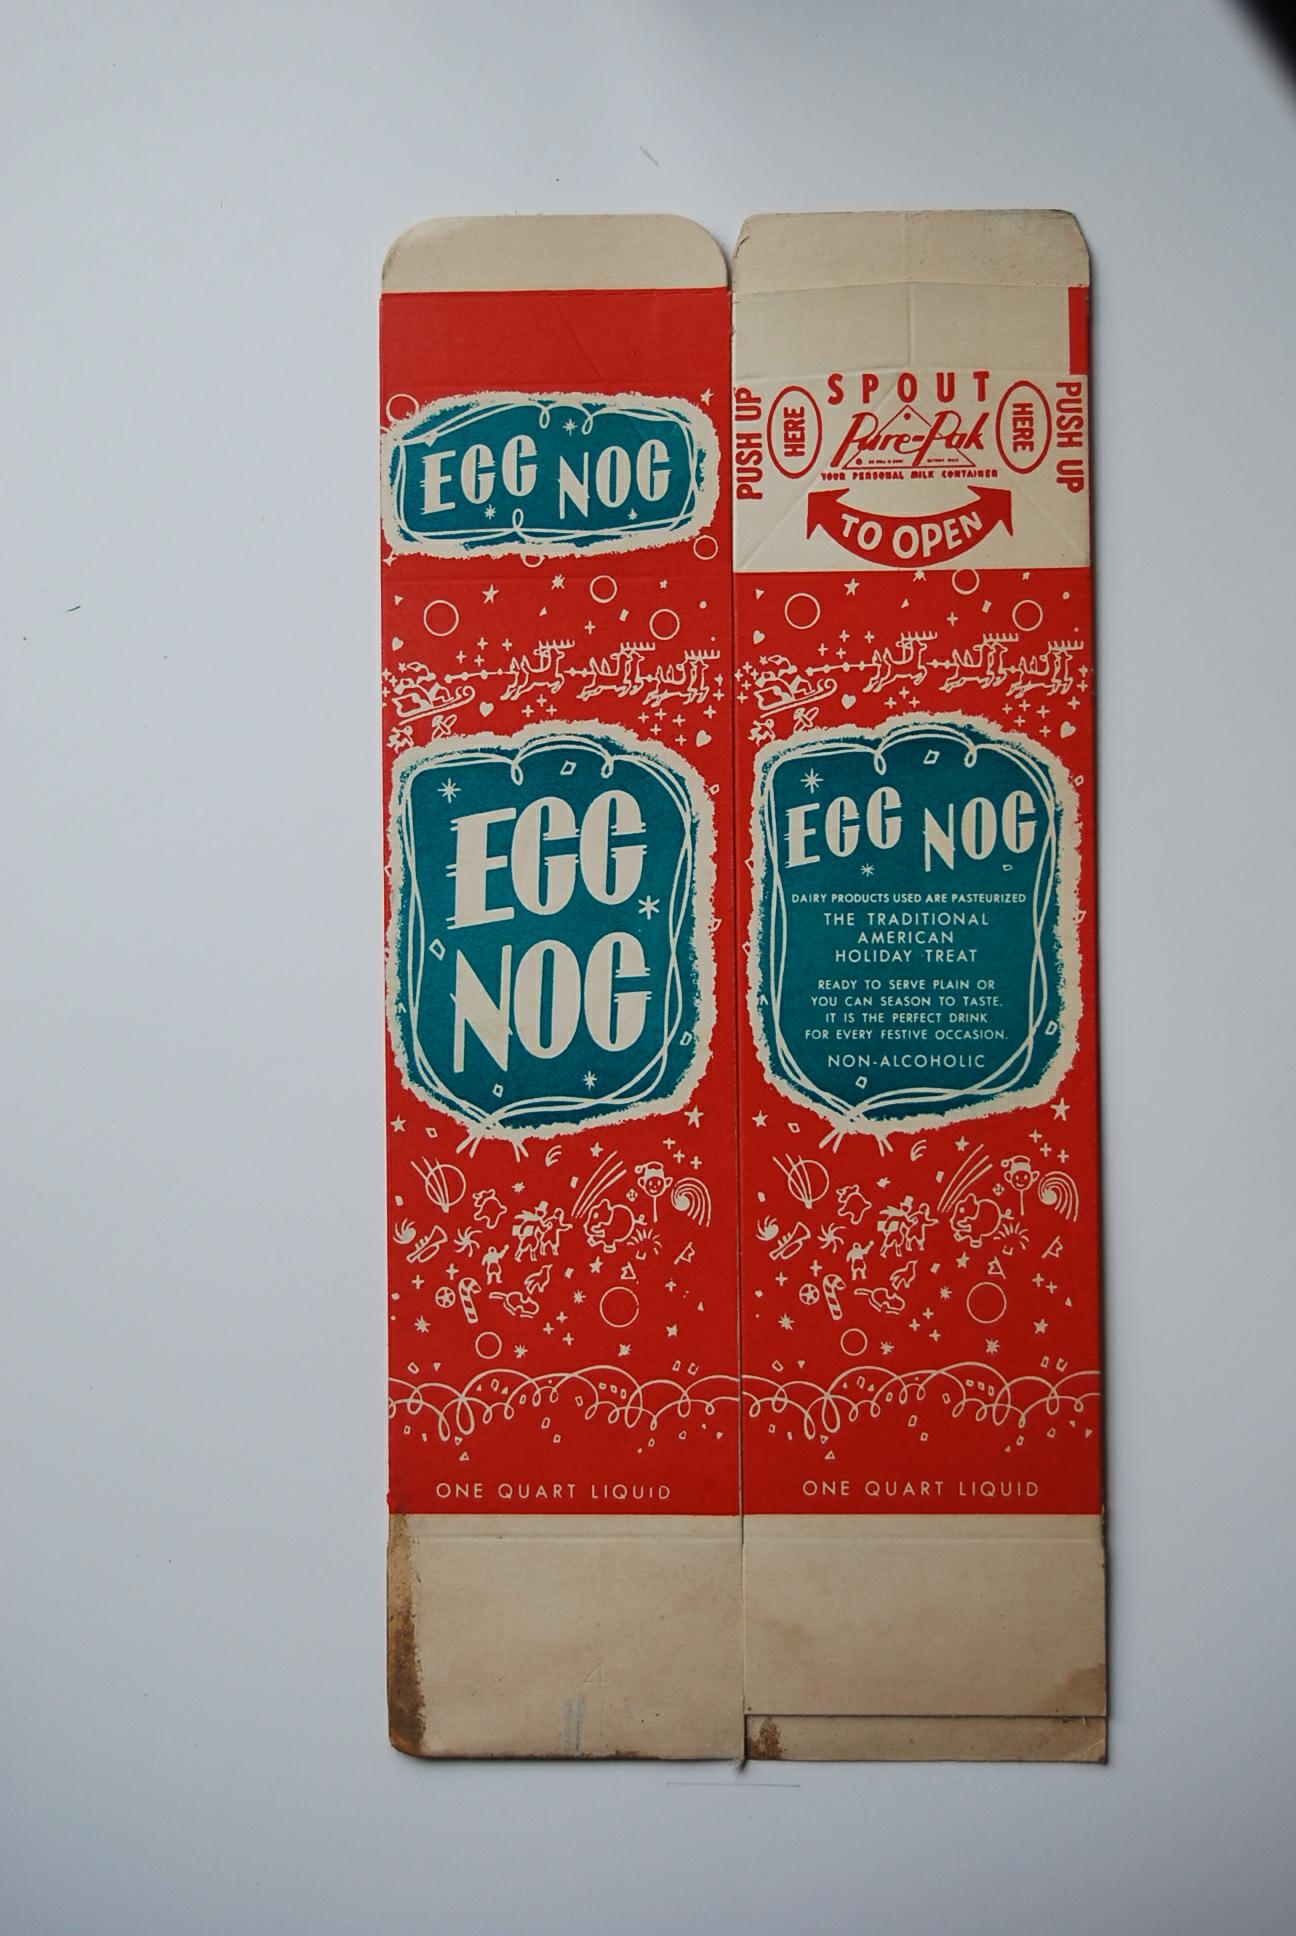 EGG NOG
EGG
NOG
ONE QUART LIQUID
SPOUT
PUSH UP
HERE
Pure-Pak
HERE
PUSH UP
YOUR PERSONAL MILK CONTAINER
TO OPEN
EGG NOG
DAIRY PRODUCTS USED ARE PASTEURIZED
THE TRADITIONAL
AMERICAN
HOLIDAY TREAT
READY TO SERVE PLAIN OR
YOU CAN SEASON TO TASTE.
IT IS THE PERFECT DRINK
FOR EVERY FESTIVE OCCASION.
NON-ALCOHOLIC
ONE QUART LIQUID
4